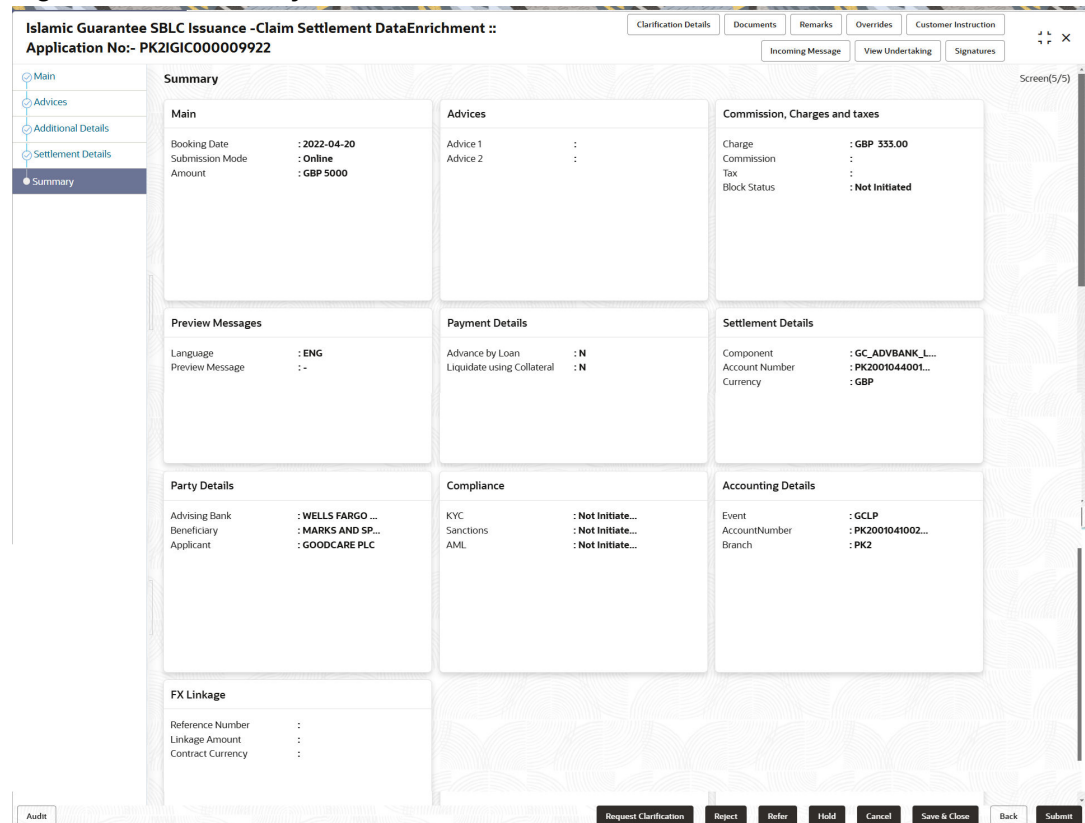 Islamic Guarantee SBLC Issuance -Claim Settlement DataEnrichment ::
Application No:- PK2IGIC000009922
Clarification Details
Documents
Remarks
Overrides
Customer Instruction
Incoming Message
View Undertaking
Signatures
Main
Advices
Additional Details
Settlement Details
Summary
Summary
Screen(5/5)
Main
Booking Date : 2022-04-20
Submission Mode : Online
Amount : GBP 5000
Advices
Advice 1 :
Advice 2 :
Commission, Charges and taxes
Charge : GBP 333.00
Commission :
Tax :
Block Status : Not Initiated
Preview Messages
Language : ENG
Preview Message : -
Payment Details
Advance by Loan : N
Liquidate using Collateral : N
Settlement Details
Component : GC_ADVBANK_L...
Account Number : PK2001044001...
Currency : GBP
Party Details
Advising Bank : WELLS FARGO ...
Beneficiary : MARKS AND SP...
Applicant : GOODCARE PLC
Compliance
KYC : Not Initiate...
Sanctions : Not Initiate...
AML : Not Initiate...
Accounting Details
Event : GCLP
AccountNumber : PK2001041002...
Branch : PK2
FX Linkage
Reference Number :
Linkage Amount :
Contract Currency :
Audit
Request Clarification
Reject
Refer
Hold
Cancel
Save & Close
Back
Submit